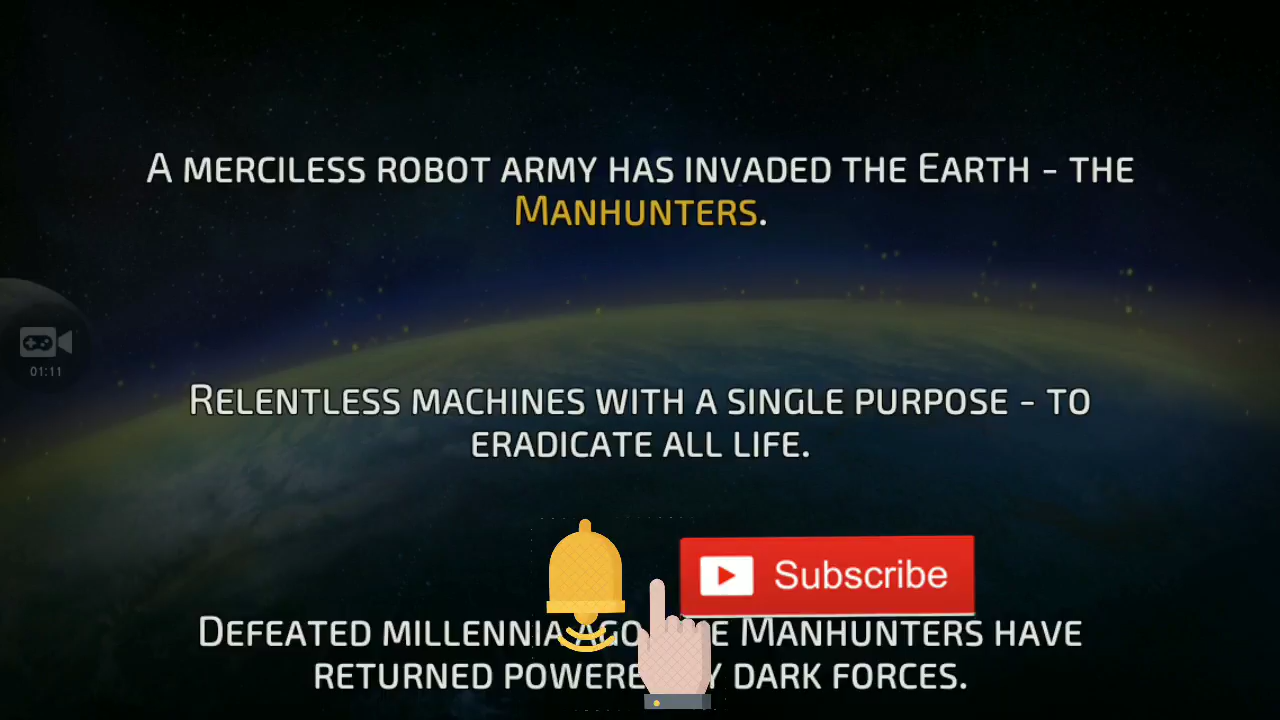 A MERCILESS ROBOT ARMY HAS INVADED THE EARTH - THE
MANHUNTERS.
01:11
RELENTLESS MACHINES WITH A SINGLE PURPOSE - TO
ERADICATE ALL LIFE.
Subscribe
DEFEATED MILLENNIA AGO MANHUNTERS HAVE
RETURNED DARK FORCES.